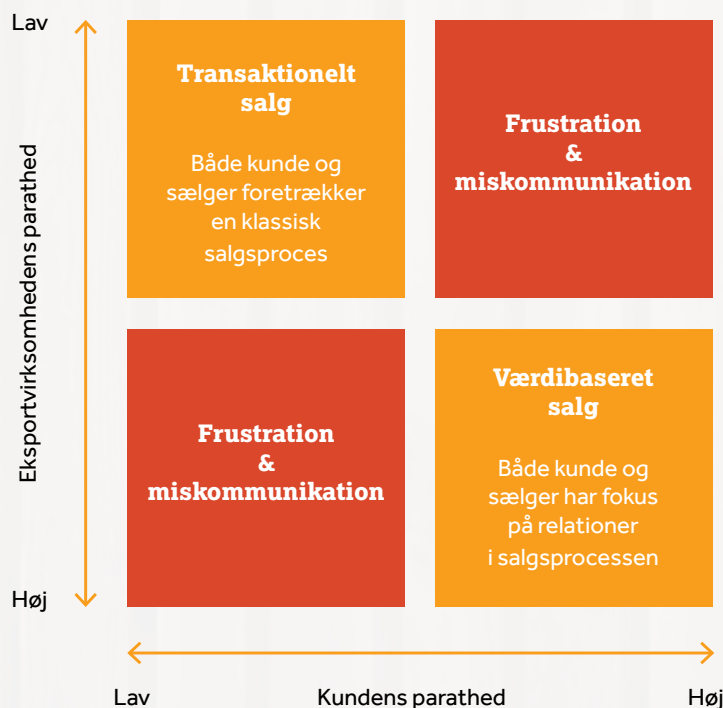 Lav
Transaktionelt
salg
Både kunde og
sælger foretrækker
en klassisk
salgsproces
Frustration
&
miskommunikation
Eksportvirksomhedens parathed
Frustration
&
miskommunikation
Værdibaseret
salg
Både kunde og
sælger har fokus
på relationer
i salgsprocessen
Høj
Lav
Kundens parathed
Høj